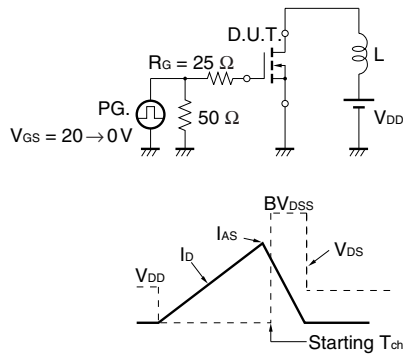 D.U.T.
RG = 25 Ω
L
PG.
50 Ω
VDD
VGS = 20 → 0 V
BVDSS
IAS
VDD
ID
VDS
Starting Tch